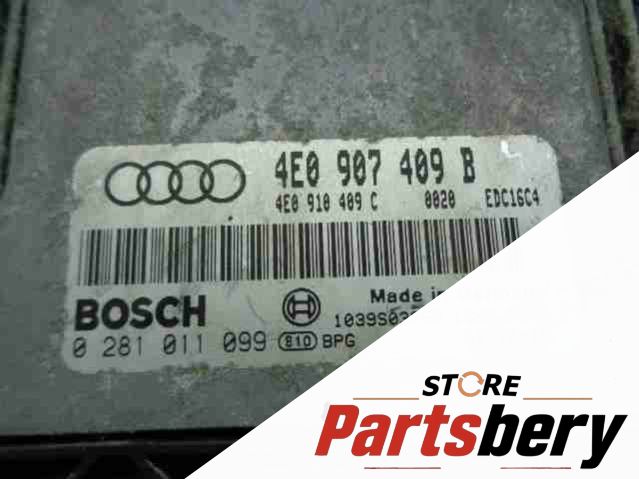 4E0 907 409 B
4E0 910 409 C 0020 EDC16C4
BOSCH
Made in
0 281 011 099 810 BPG
STORE
Partsbery